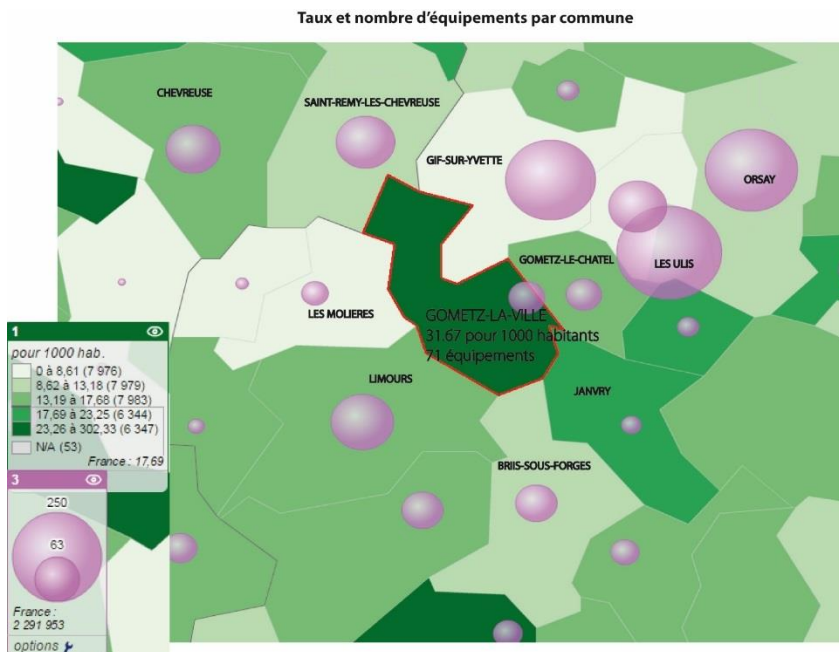 Taux et nombre d’équipements par commune
CHEVREUSE
SAINT-REMY-LES-CHEVREUSE
GIF-SUR-YVETTE
ORSAY
GOMETZ-LE-CHATEL
LES ULIS
LES MOLIERES
GOMETZ-LA-VILLE
31.67 pour 1000 habitants
71 équipements
LIMOURS
JANVRY
BRIIS-SOUS-FORGES
1
pour 1000 hab.
0 à 8,61 (7 976)
8,62 à 13,18 (7 979)
13,19 à 17,68 (7 983)
17,69 à 23,25 (6 344)
23,26 à 302,33 (6 347)
N/A (53)
France : 17,69
3
250
63
France :
2 291 953
options